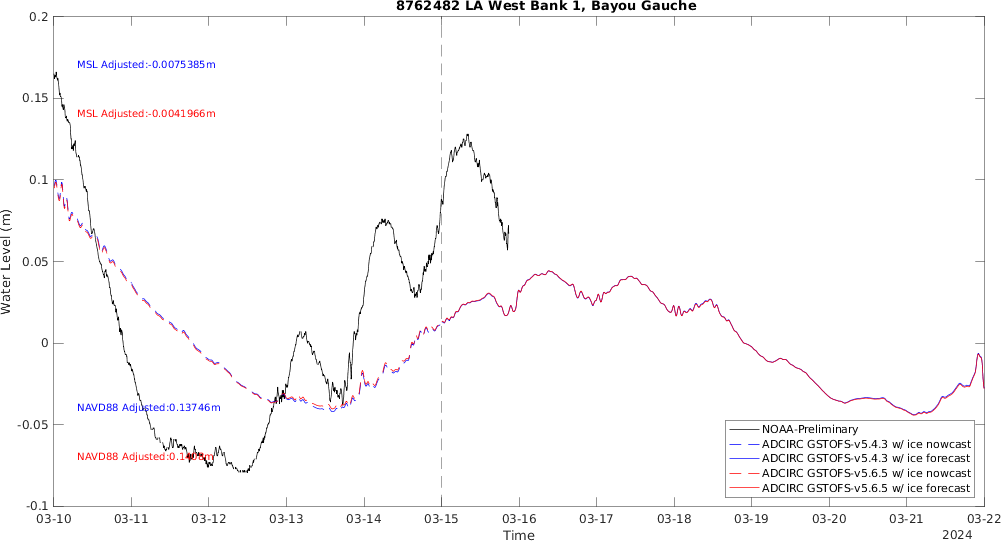 8762482 LA West Bank 1, Bayou Gauche
0.2
MSL Adjusted:-0.0075385m
0.15
MSL Adjusted:-0.0041966m
0.1
0.05
Water Level (m)
0
NAVD88 Adjusted:0.13746m
-0.05
NAVD88 Adjusted:
NOAA-Preliminary
ADCIRC GSTOFS-v5.4.3 w/ ice nowcast
ADCIRC GSTOFS-v5.4.3 w/ ice forecast
ADCIRC GSTOFS-v5.6.5 w/ ice nowcast
ADCIRC GSTOFS-v5.6.5 w/ ice forecast
-0.1
03-10 03-11 03-12 03-13 03-14 03-15 03-16 03-17 03-18 03-19 03-20 03-21 03-22
Time
2024